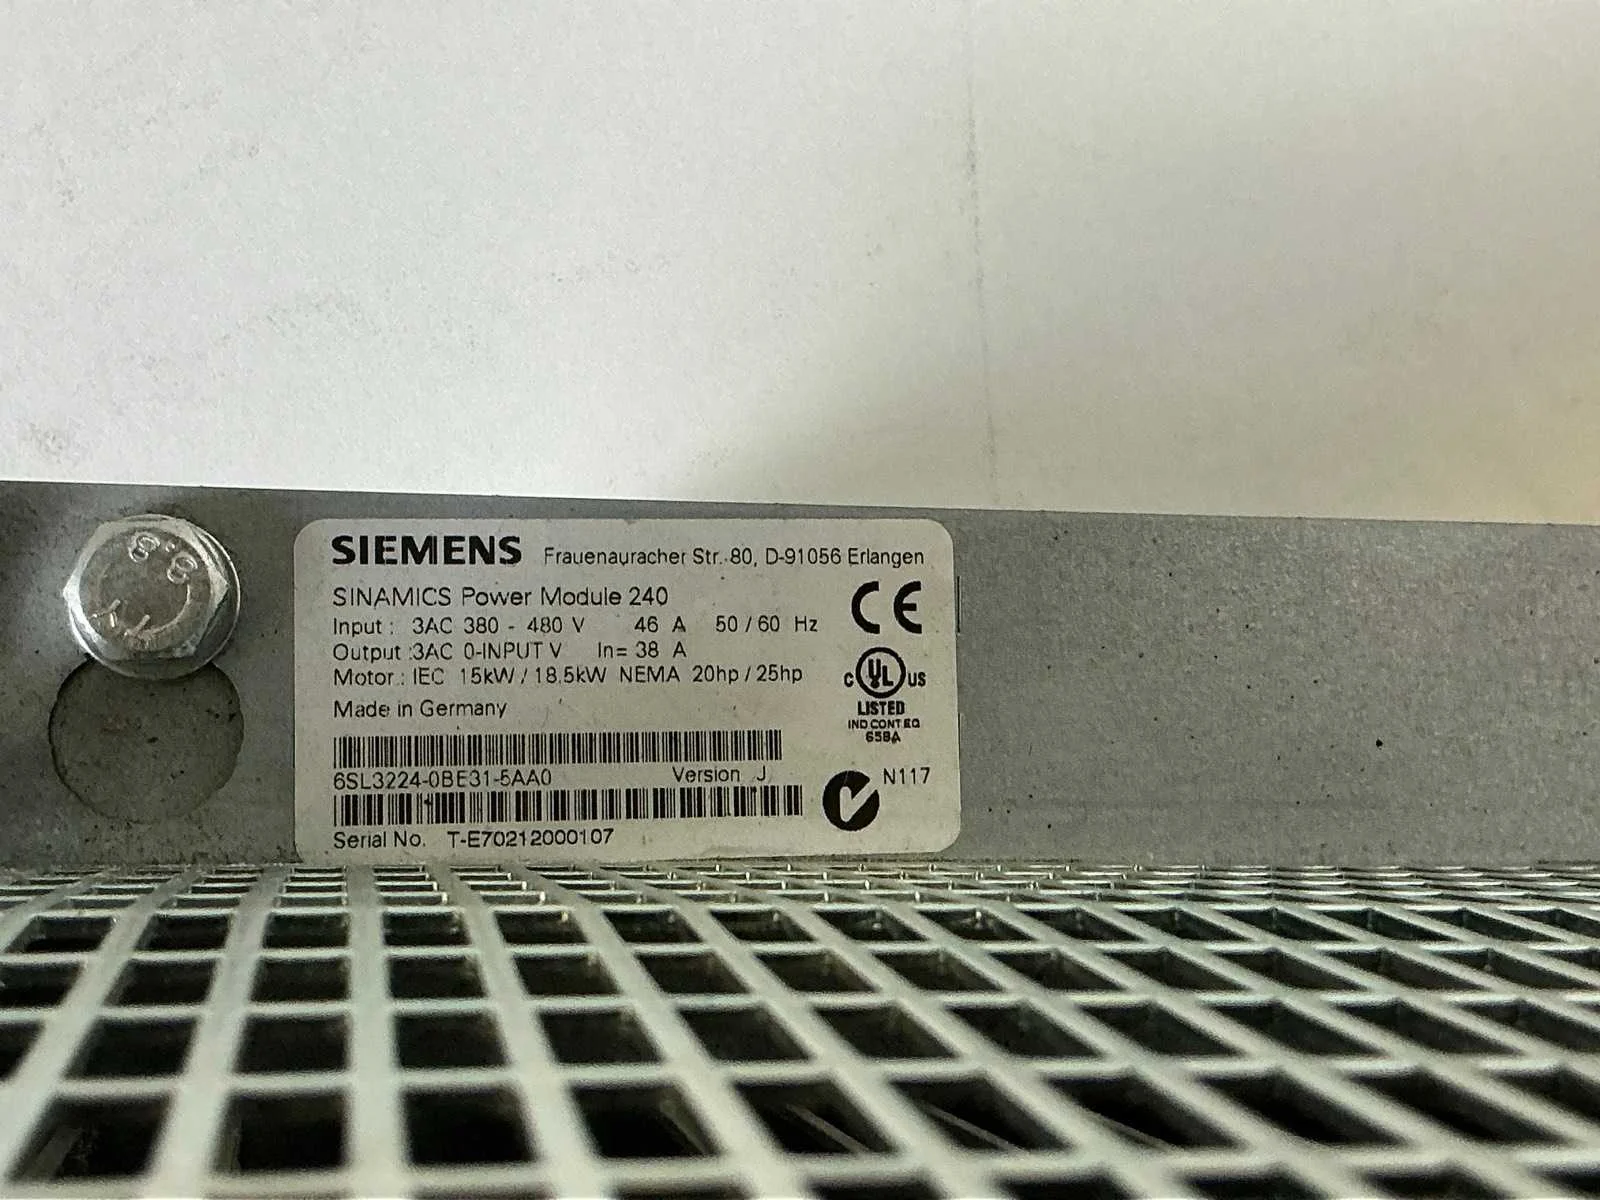 8.8
SIEMENS Frauenauracher Str. 80, D-91056 Erlangen
SINAMICS Power Module 240
Input : 3AC 380 - 480 V 46 A 50 / 60 Hz
Output :3AC 0-INPUT V In= 38 A
Motor : IEC 15kW / 18,5kW NEMA 20hp / 25hp
Made in Germany
CE
C UL US
LISTED
IND CONT EQ
658A
6SL3224-0BE31-5AA0 Version J
N117
Serial No. T-E70212000107